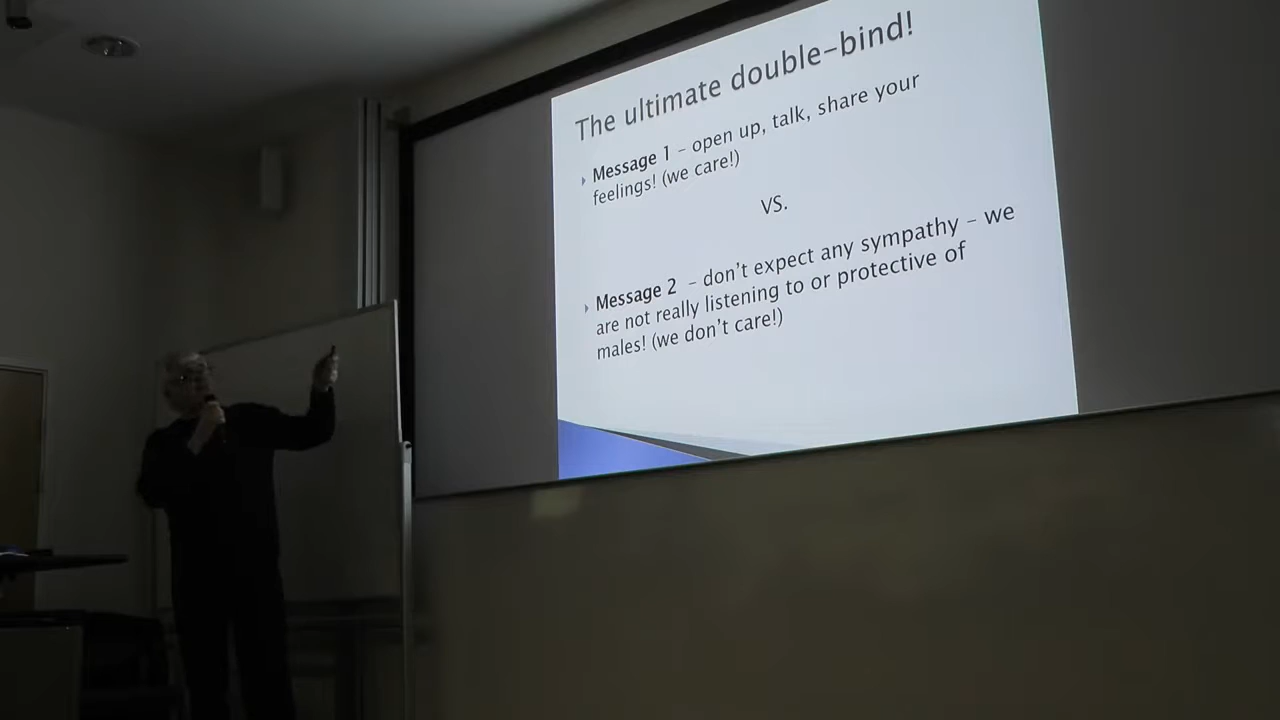 The ultimate double-bind!
Message 1 – open up, talk, share your
feelings! (we care!)
VS.
Message 2 – don't expect any sympathy – we
are not really listening to or protective of
males! (we don't care!)